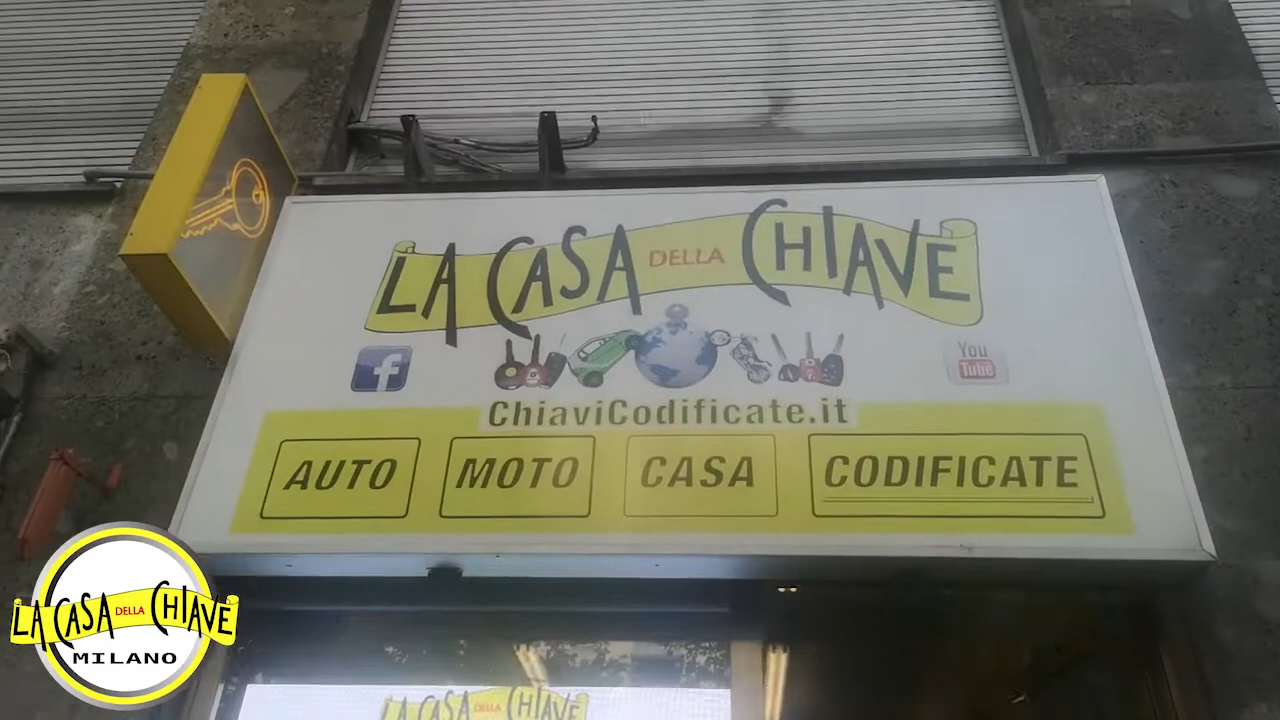 LA CASA DELLA CHIAVE
f
You
Tube
ChiaviCodificate.it
AUTO MOTO CASA CODIFICATE
LA CASA DELLA CHIAVE
MILANO
LA CASA DELLA CHIAVE